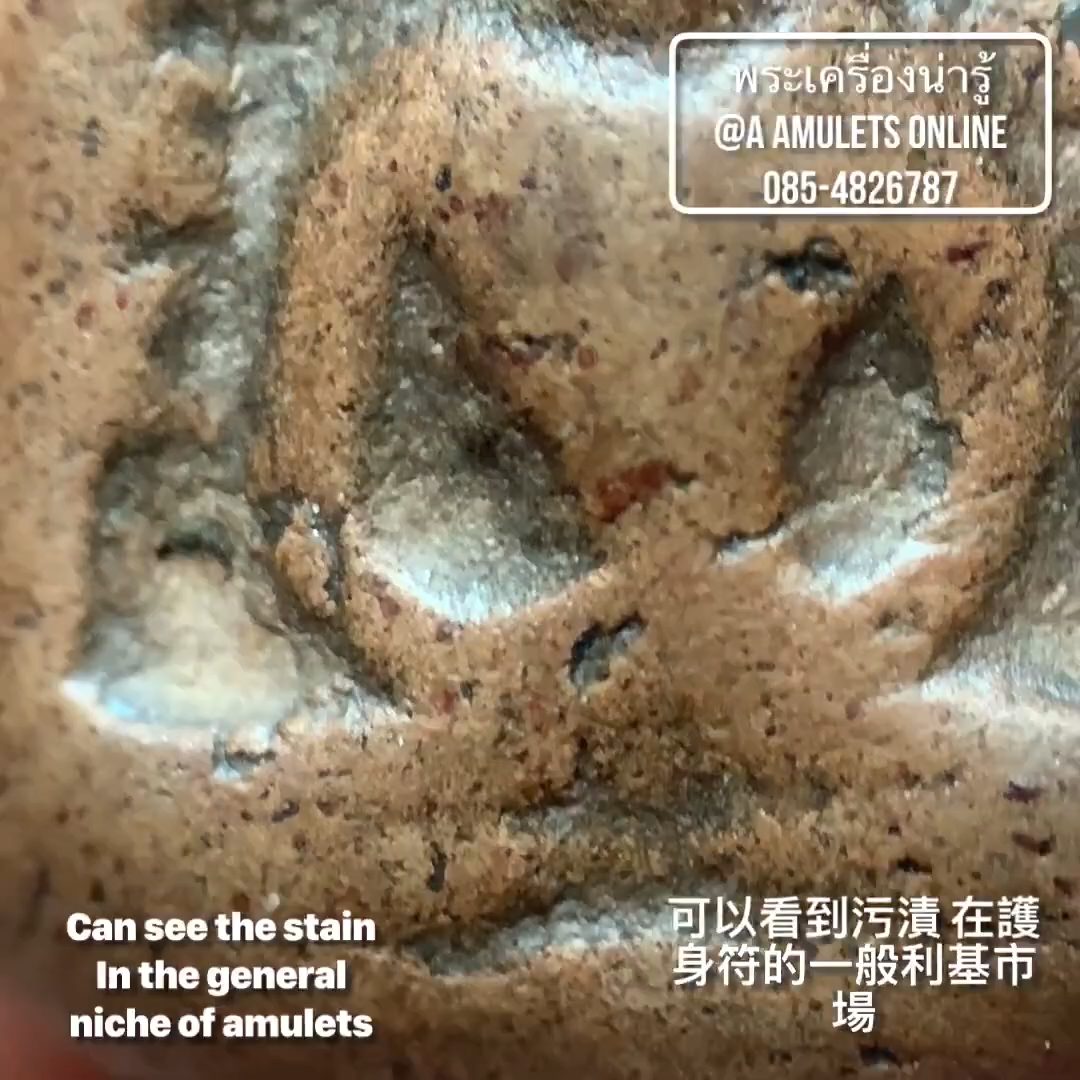 พระเครื่องน่ารู้
@A AMULETS ONLINE
085-4826787
Can see the stain
In the general
niche of amulets
可以看到污漬 在護
身符的一般利基市
場